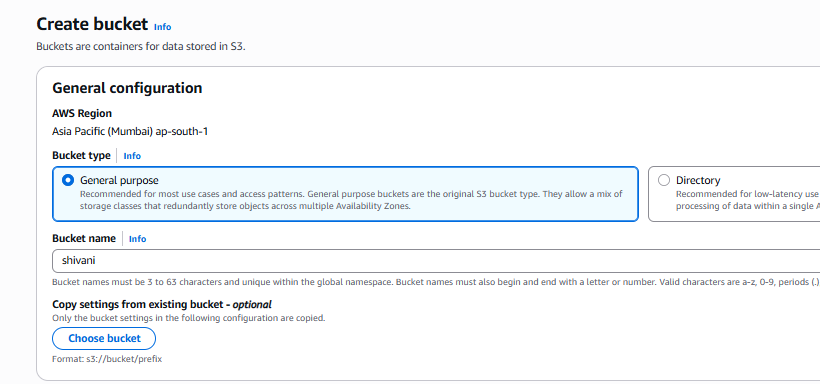 Create bucket Info
Buckets are containers for data stored in S3.
General configuration
AWS Region
Asia Pacific (Mumbai) ap-south-1
Bucket type Info
General purpose
Recommended for most use cases and access patterns. General purpose buckets are the original S3 bucket type. They allow a mix of
storage classes that redundantly store objects across multiple Availability Zones.
Directory
Recommended for low-latency use
processing of data within a single A
Bucket name Info
shivani
Bucket names must be 3 to 63 characters and unique within the global namespace. Bucket names must also begin and end with a letter or number. Valid characters are a-z, 0-9, periods (.)
Copy settings from existing bucket - optional
Only the bucket settings in the following configuration are copied.
Choose bucket
Format: s3://bucket/prefix